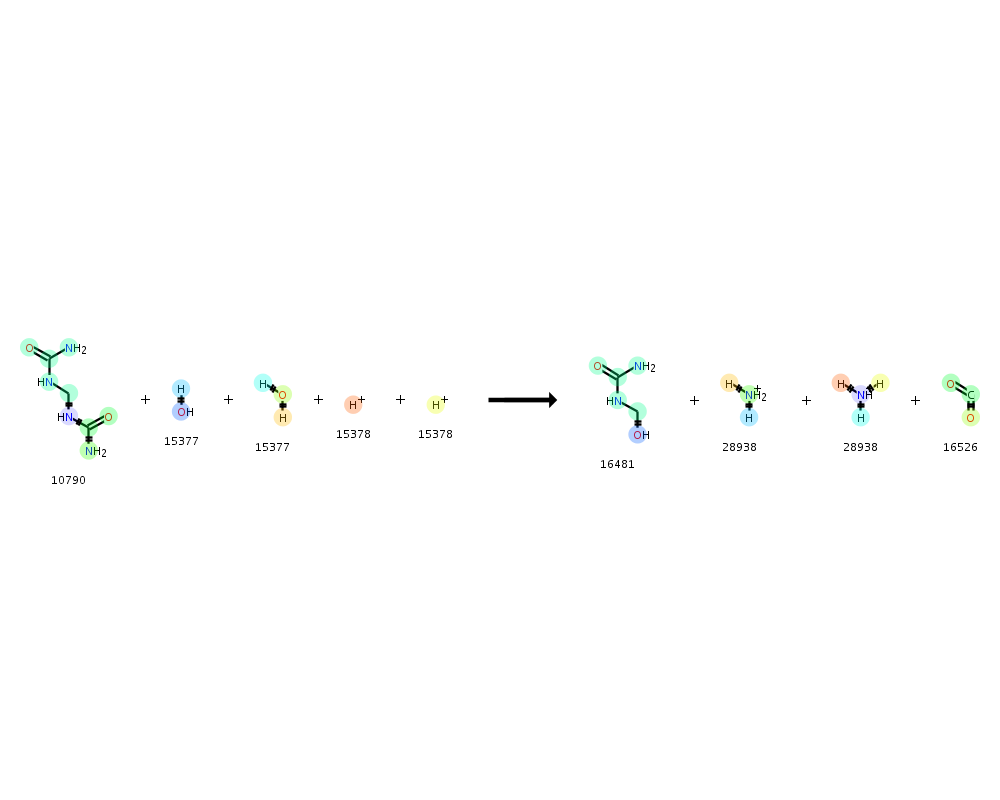 O NH2
HN
HN O
NH2
10790
+
H
OH
15377
+
H
O
H
15377
+
H+
15378
+
H+
15378
O NH2
HN
OH
16481
+
H
NH2+
H
28938
+
H H
NH
H
28938
+
O
C
O
16526